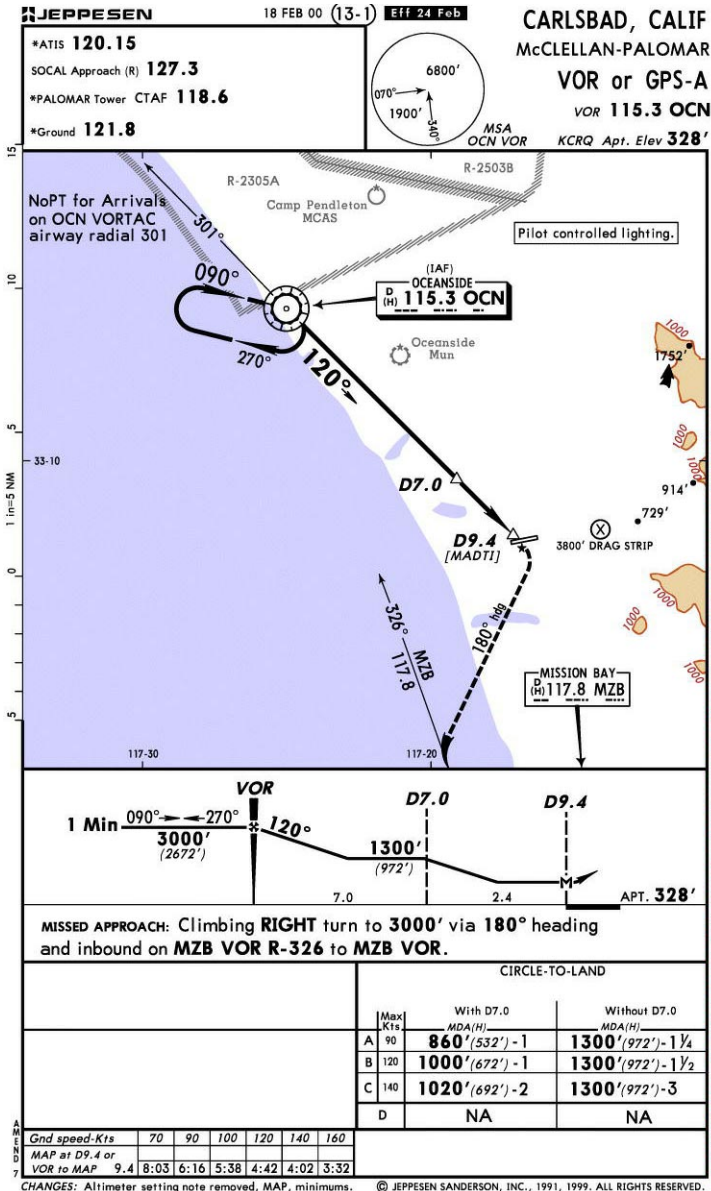 JEPPESEN
18 FEB 00 (13-1) Eff 24 Feb
CARLSBAD, CALIF
McCLELLAN-PALOMAR
VOR or GPS-A
VOR 115.3 OCN
KCRQ Apt. Elev 328'
*ATIS 120.15
SOCAL Approach (R) 127.3
*PALOMAR Tower CTAF 118.6
*Ground 121.8
6800'
070°
1900'
340°
MSA
OCN VOR
15
10
5
0
5
1 in=5 NM
NoPT for Arrivals
on OCN VORTAC
airway radial 301
R-2305A
R-2503B
Camp Pendleton
MCAS
Pilot controlled lighting.
301°
090°
270°
(IAF)
OCEANSIDE
D
(H) 115.3 OCN
Oceanside
Mun
120°
1000
1752'
1000
33-10
D7.0
914'
1000
729'
D9.4
[MADTI]
X
3800' DRAG STRIP
1000
1000
1000
326°
MZB
117.8
180° hdg
MISSION BAY
D
(H) 117.8 MZB
117-30
117-20
VOR
D7.0
D9.4
1 Min
090°
270°
120°
3000'
(2672')
1300'
(972')
M
7.0
2.4
APT. 328'
MISSED APPROACH: Climbing RIGHT turn to 3000' via 180° heading
and inbound on MZB VOR R-326 to MZB VOR.
CIRCLE-TO-LAND
Max Kts.
With D7.0
MDA(H)
Without D7.0
MDA(H)
A 90 860'(532')-1 1300'(972')-1¼
B 120 1000'(672')-1 1300'(972')-1½
C 140 1020'(692')-2 1300'(972')-3
D NA NA
AMEND 7
Gnd speed-Kts 70 90 100 120 140 160
MAP at D9.4 or
VOR to MAP 9.4 8:03 6:16 5:38 4:42 4:02 3:32
CHANGES: Altimeter setting note removed, MAP, minimums.
© JEPPESEN SANDERSON, INC., 1991, 1999. ALL RIGHTS RESERVED.